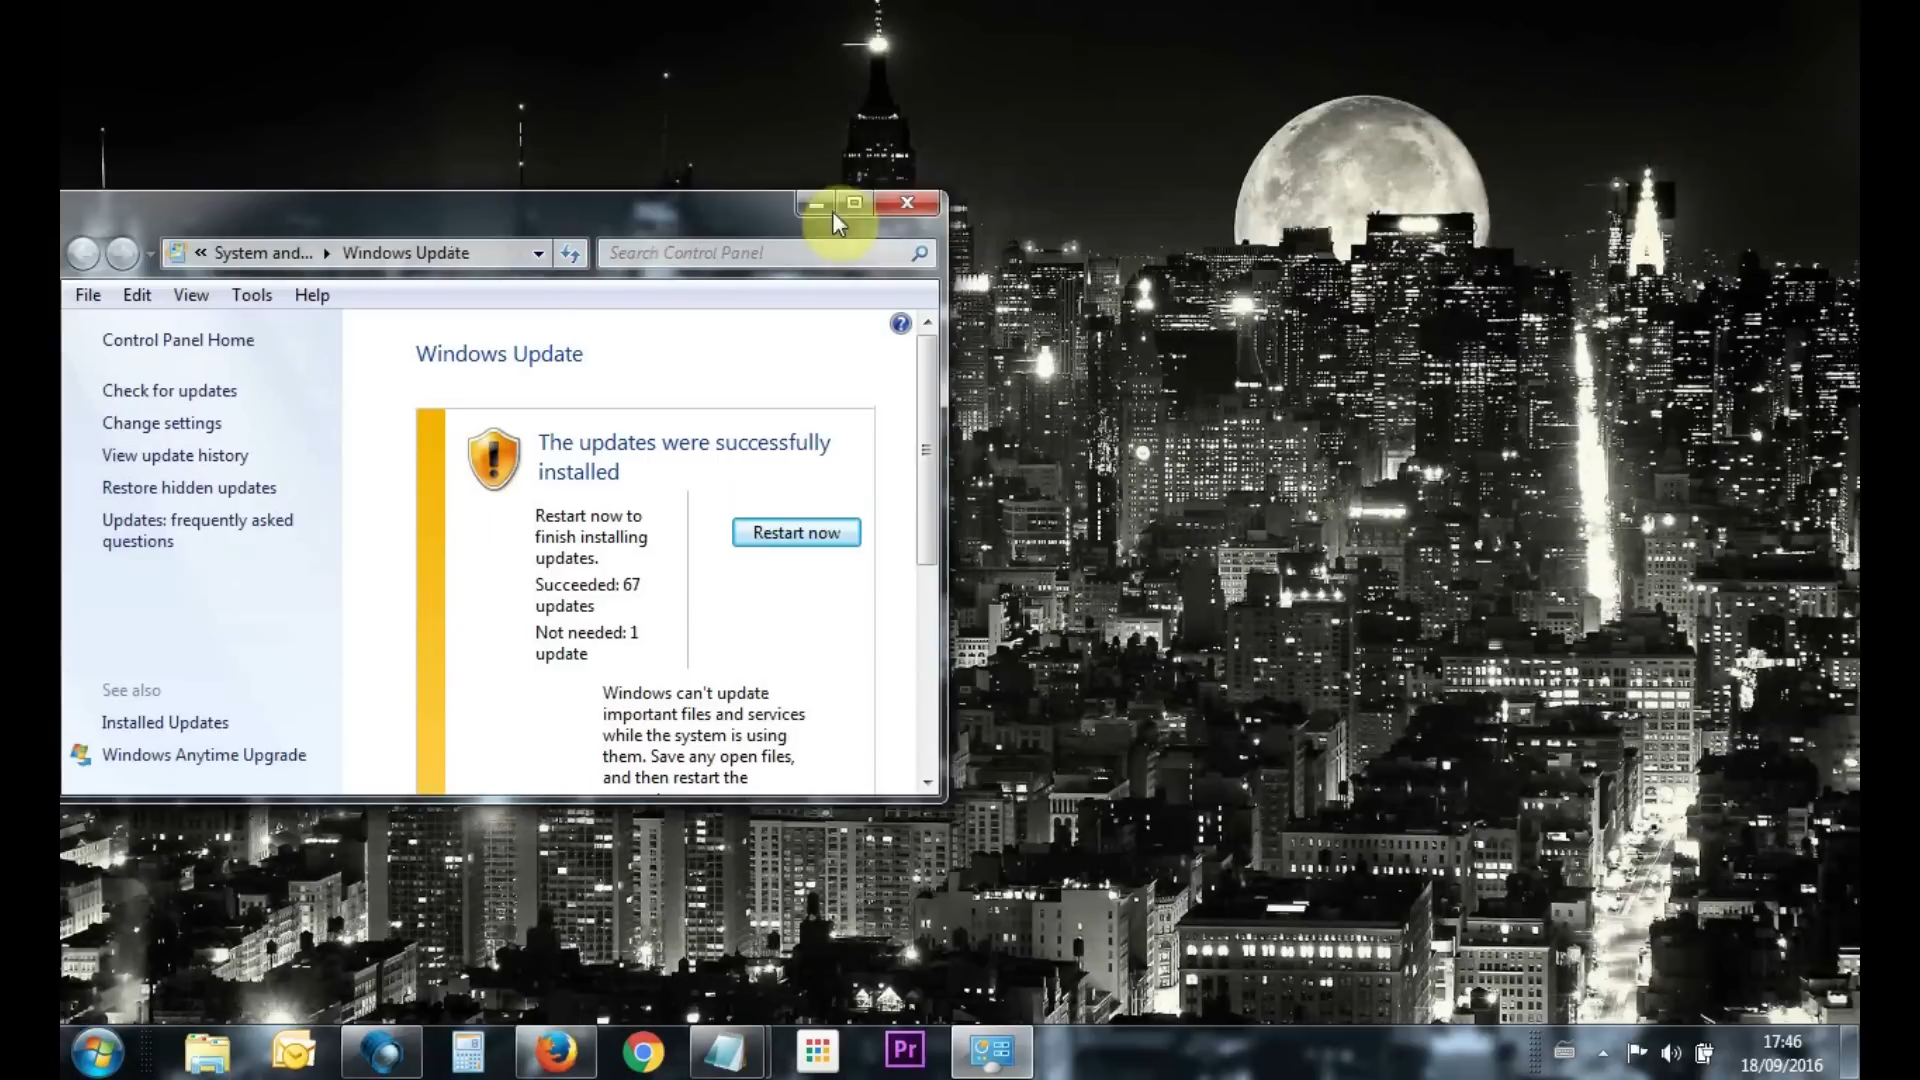 « System and... ▸ Windows Update
Search Control Panel
File Edit View Tools Help
Control Panel Home
Check for updates
Change settings
View update history
Restore hidden updates
Updates: frequently asked
questions
See also
Installed Updates
Windows Anytime Upgrade
Windows Update
The updates were successfully
installed
Restart now to
finish installing
updates.
Succeeded: 67
updates
Not needed: 1
update
Restart now
Windows can't update
important files and services
while the system is using
them. Save any open files,
and then restart the
Pr
17:46
18/09/2016